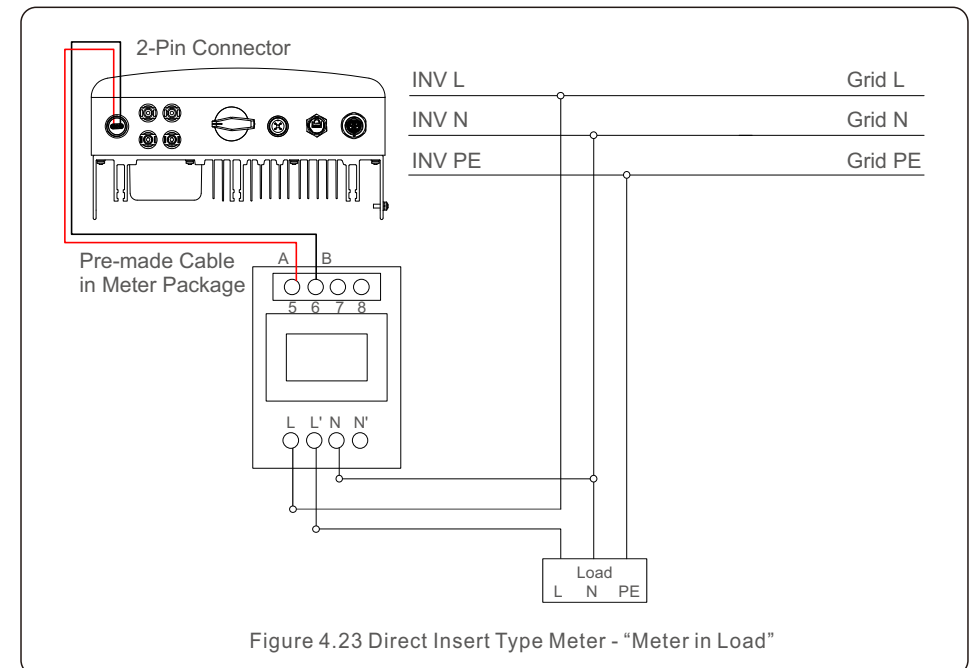 2-Pin Connector
INV L Grid L
INV N Grid N
INV PE Grid PE
Pre-made Cable
in Meter Package
A B
5 6 7 8
L L' N N'
Load
L N PE
Figure 4.23 Direct Insert Type Meter - “Meter in Load”